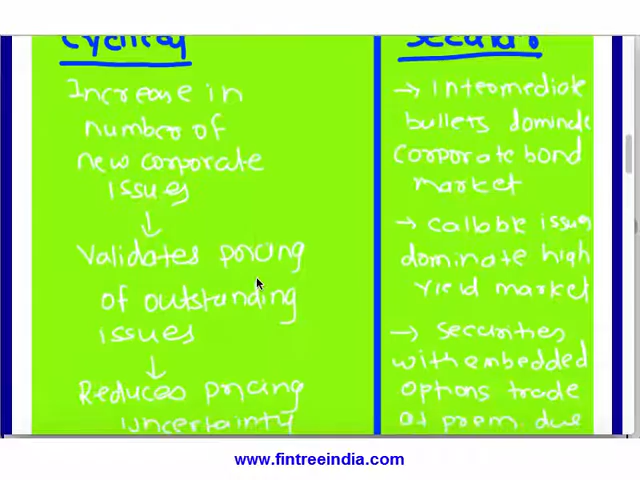 Cyclical
Increase in
number of
new corporate
issues
↓
Validates pricing
of outstanding
issues
↓
Reduces pricing
uncertainty
Secular
→ Intermediate
bullets dominate
corporate bond
market
→ callable issues
dominate high
yield market
→ securities
with embedded
options trade
at prem. due
www.fintreeindia.com